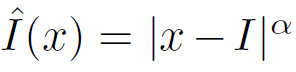 Î(x) = |x − I|^α